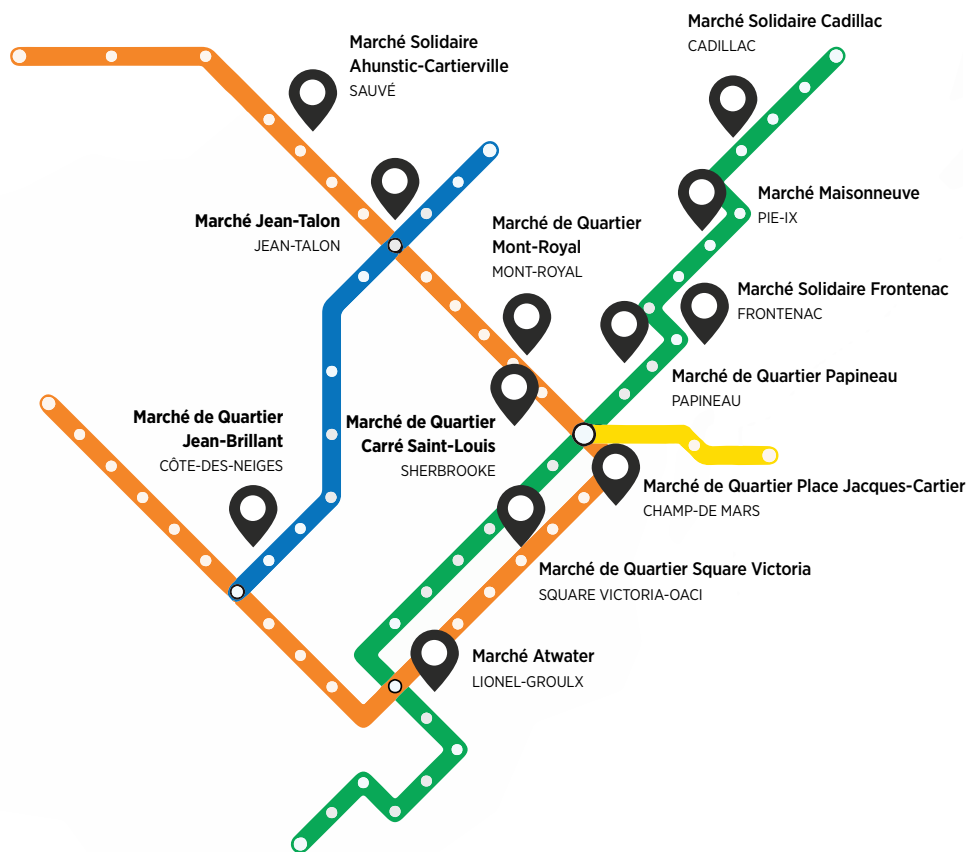 Marché Solidaire Cadillac
CADILLAC
Marché Solidaire
Ahunstic-Cartierville
SAUVÉ
Marché Maisonneuve
PIE-IX
Marché Jean-Talon
JEAN-TALON
Marché de Quartier
Mont-Royal
MONT-ROYAL
Marché Solidaire Frontenac
FRONTENAC
Marché de Quartier Papineau
PAPINEAU
Marché de Quartier
Jean-Brillant
CÔTE-DES-NEIGES
Marché de Quartier
Carré Saint-Louis
SHERBROOKE
Marché de Quartier Place Jacques-Cartier
CHAMP-DE MARS
Marché de Quartier Square Victoria
SQUARE VICTORIA-OACI
Marché Atwater
LIONEL-GROULX